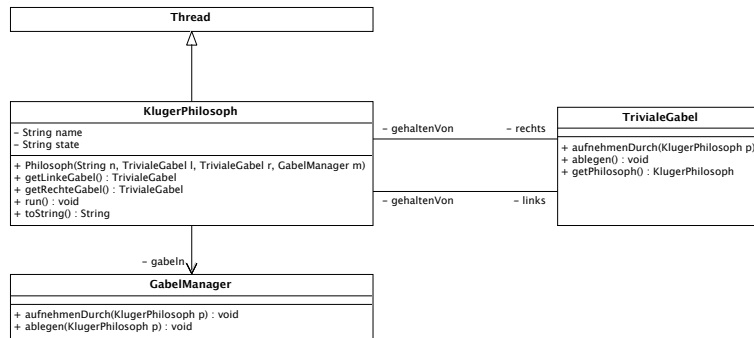 Thread
KlugerPhilosoph
- String name
- String state
+ Philosoph(String n, TrivialeGabel l, TrivialeGabel r, GabelManager m)
+ getLinkeGabel() : TrivialeGabel
+ getRechteGabel() : TrivialeGabel
+ run() : void
+ toString() : String
- gehaltenVon
- rechts
- gehaltenVon
- links
TrivialeGabel
+ aufnehmenDurch(KlugerPhilosoph p)
+ ablegen() : void
+ getPhilosoph() : KlugerPhilosoph
- gabeln
GabelManager
+ aufnehmenDurch(KlugerPhilosoph p) : void
+ ablegen(KlugerPhilosoph p) : void